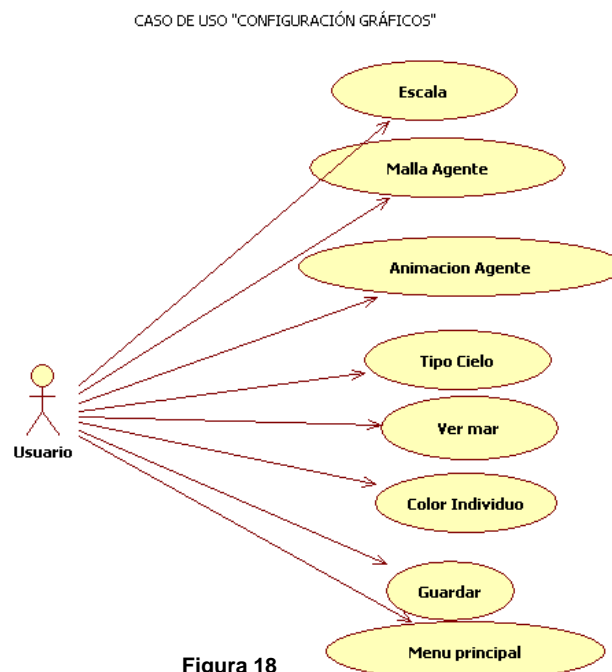 CASO DE USO "CONFIGURACIÓN GRÁFICOS"
Escala
Malla Agente
Animacion Agente
Tipo Cielo
Ver mar
Usuario
Color Individuo
Guardar
Menu principal
Figura 18